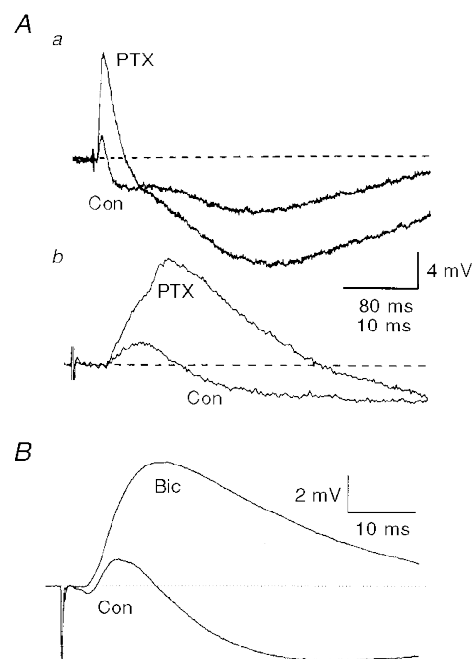 A
a
PTX
Con
4 mV
80 ms
10 ms
b
PTX
Con
B
Bic
2 mV
10 ms
Con